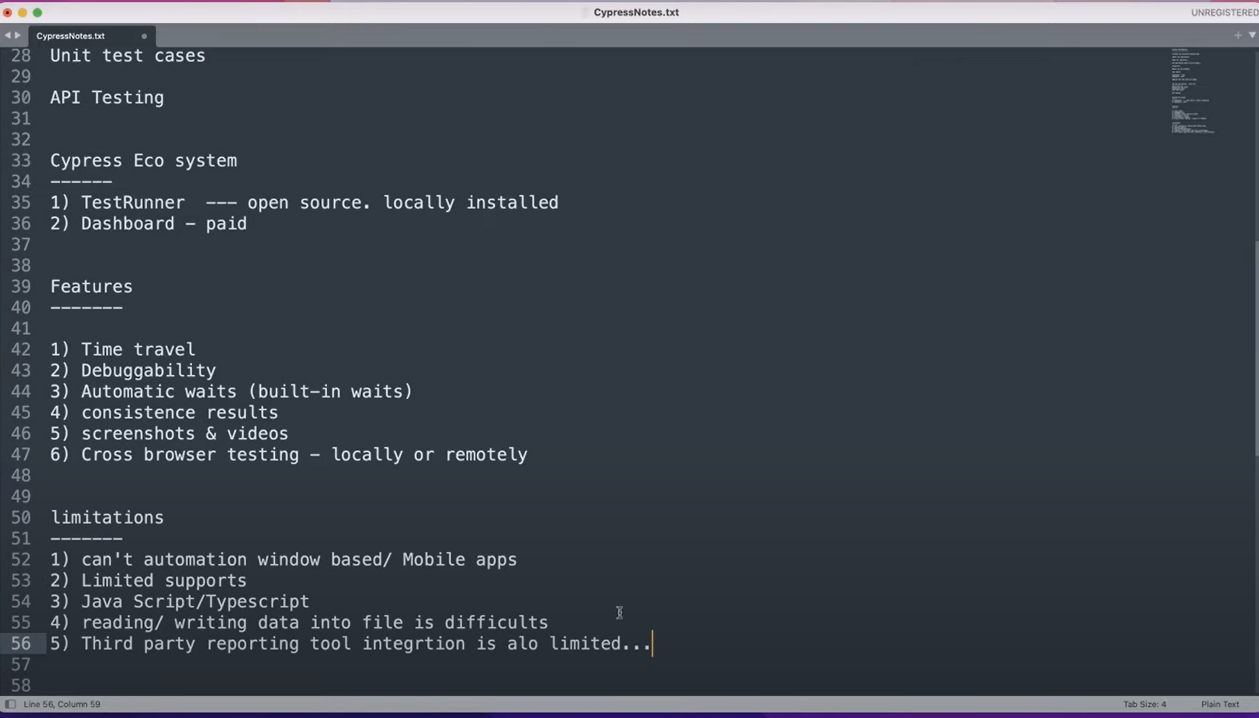 CypressNotes.txt
UNREGISTERED
CypressNotes.txt
28 Unit test cases
29
30 API Testing
31
32
33 Cypress Eco system
34 ------
35 1) TestRunner  --- open source. locally installed
36 2) Dashboard - paid
37
38
39 Features
40 -------
41
42 1) Time travel
43 2) Debuggability
44 3) Automatic waits (built-in waits)
45 4) consistence results
46 5) screenshots & videos
47 6) Cross browser testing - locally or remotely
48
49
50 limitations
51 -------
52 1) can't automation window based/ Mobile apps
53 2) Limited supports
54 3) Java Script/Typescript
55 4) reading/ writing data into file is difficults
56 5) Third party reporting tool integrtion is alo limited...
57
58
Line 56, Column 59
Tab Size: 4
Plain Text